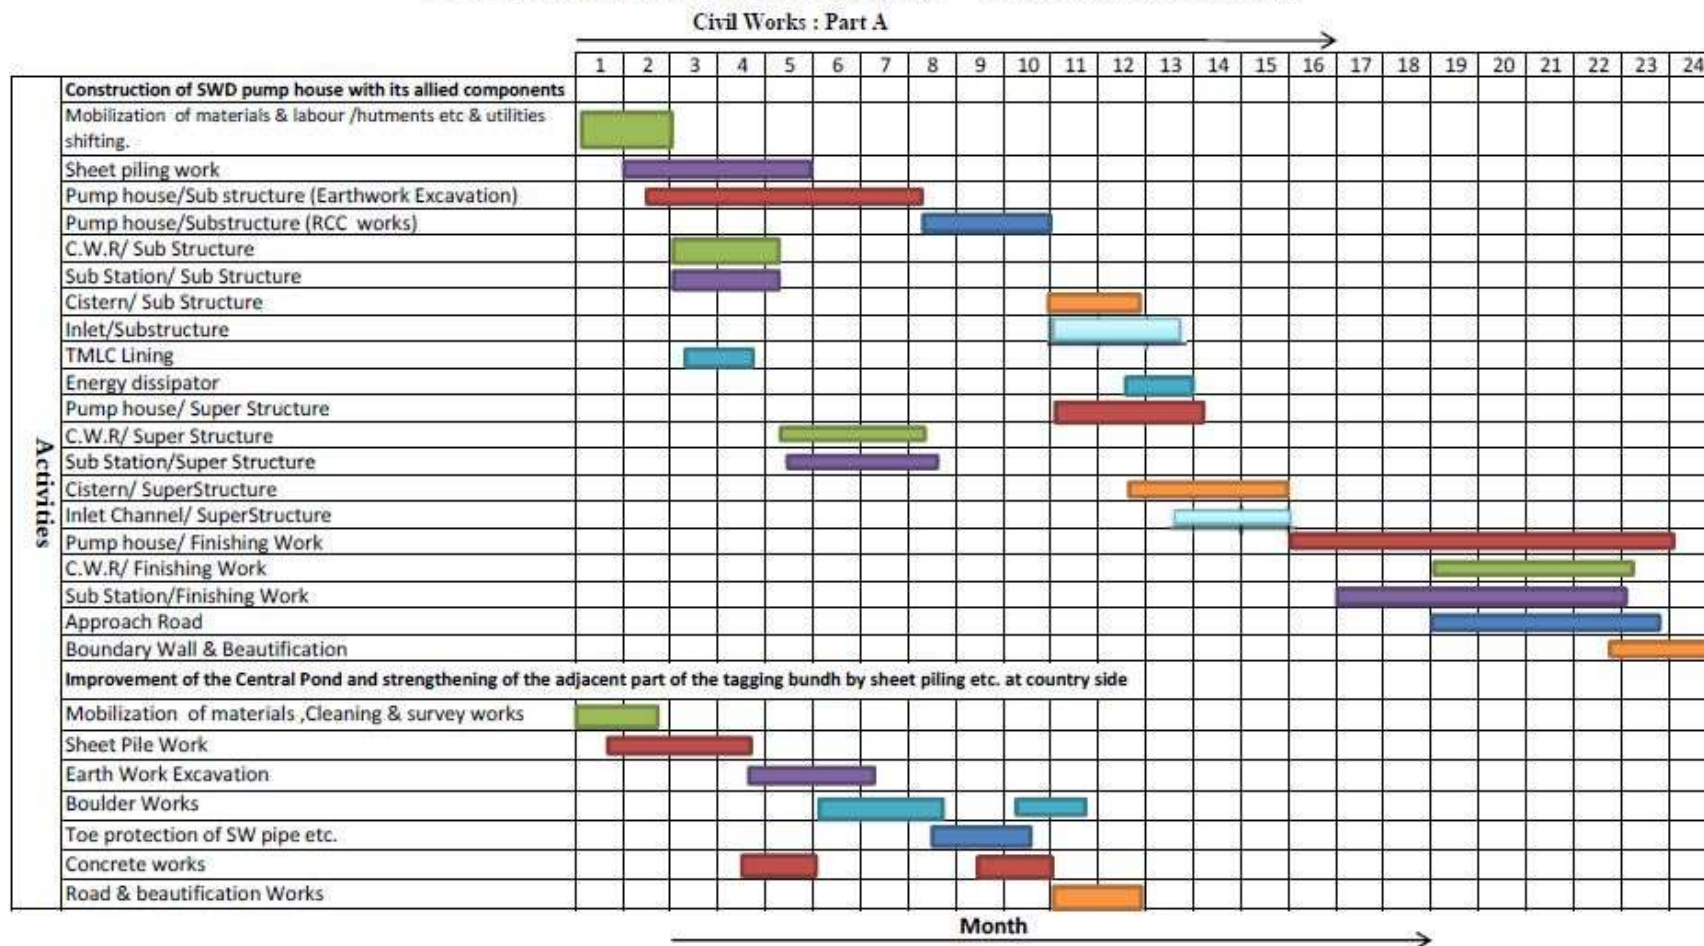 Civil Works : Part A
1 2 3 4 5 6 7 8 9 10 11 12 13 14 15 16 17 18 19 20 21 22 23 24
Activities
Construction of SWD pump house with its allied components
Mobilization of materials & labour /hutments etc & utilities
shifting.
Sheet piling work
Pump house/Sub structure (Earthwork Excavation)
Pump house/Substructure (RCC works)
C.W.R/ Sub Structure
Sub Station/ Sub Structure
Cistern/ Sub Structure
Inlet/Substructure
TMLC Lining
Energy dissipator
Pump house/ Super Structure
C.W.R/ Super Structure
Sub Station/Super Structure
Cistern/ SuperStructure
Inlet Channel/ SuperStructure
Pump house/ Finishing Work
C.W.R/ Finishing Work
Sub Station/Finishing Work
Approach Road
Boundary Wall & Beautification
Improvement of the Central Pond and strengthening of the adjacent part of the tagging bundh by sheet piling etc. at country side
Mobilization of materials ,Cleaning & survey works
Sheet Pile Work
Earth Work Excavation
Boulder Works
Toe protection of SW pipe etc.
Concrete works
Road & beautification Works
Month